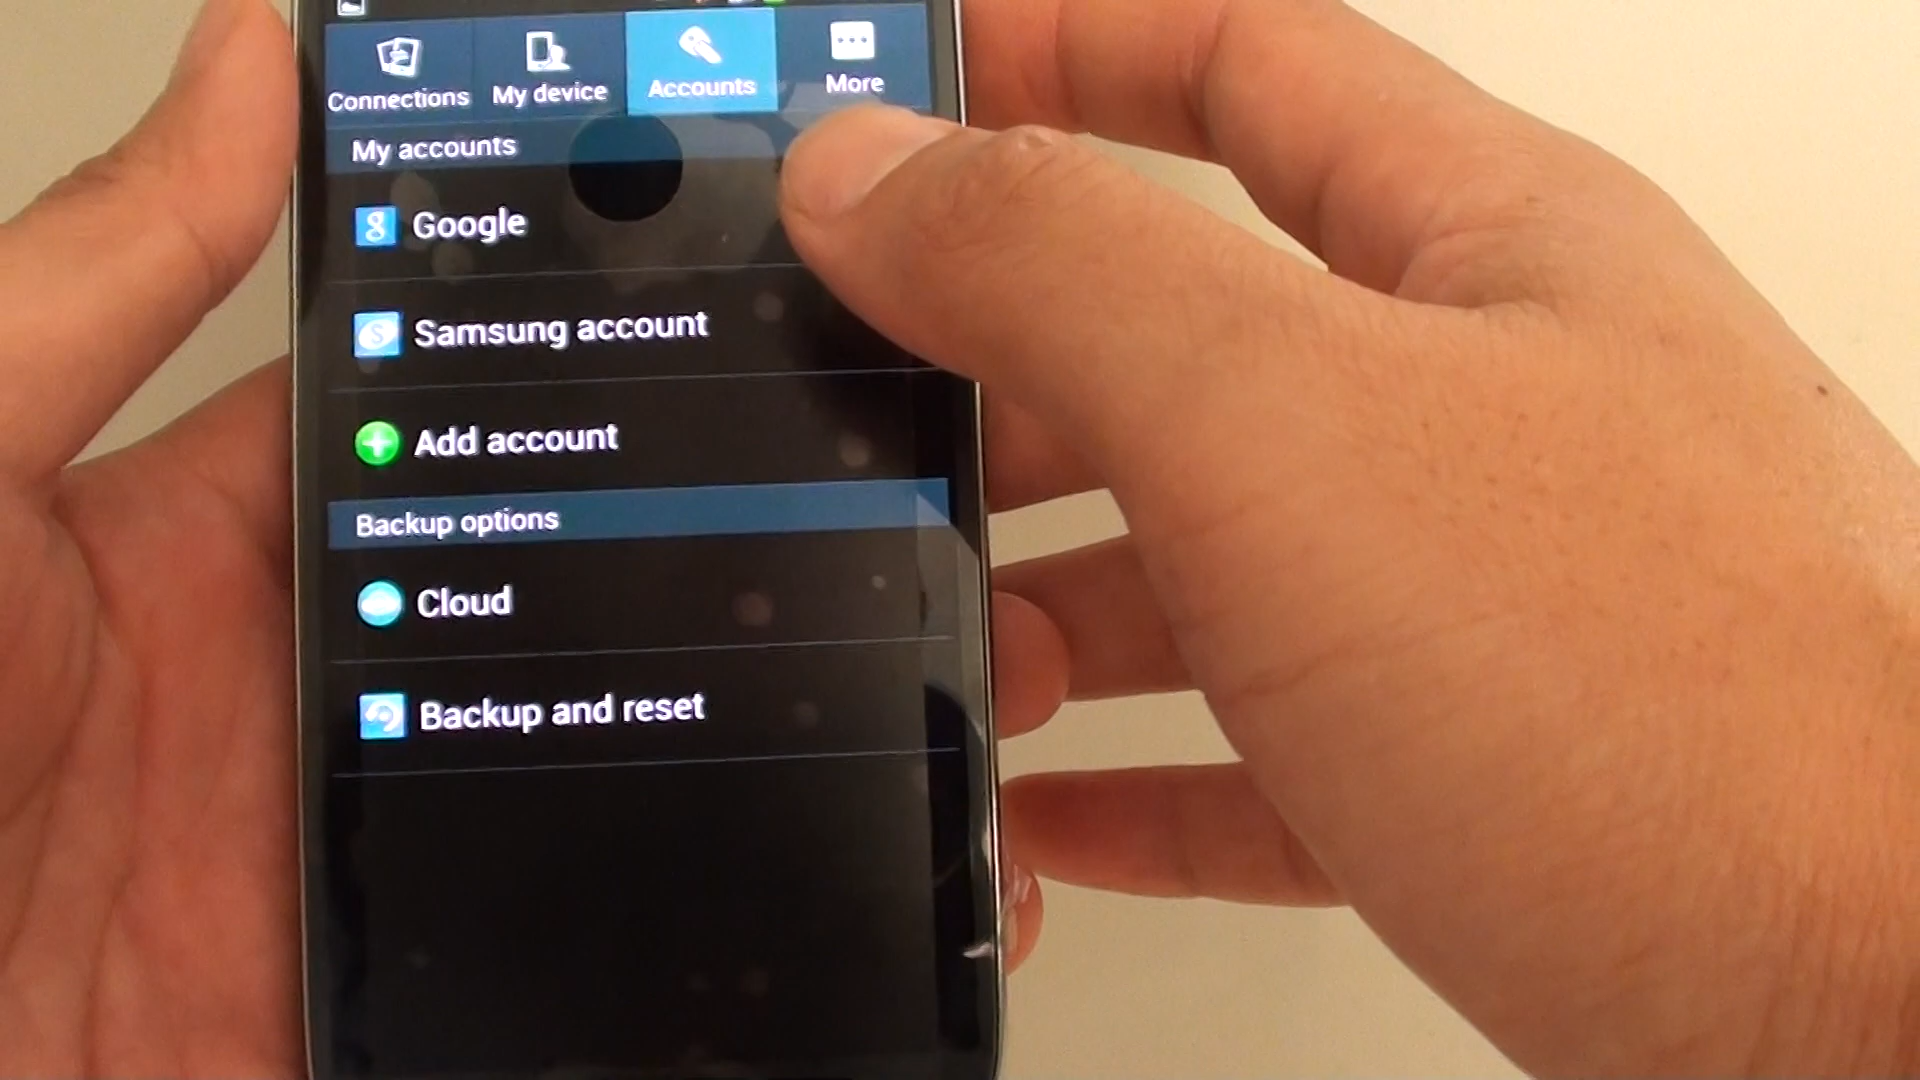 Connections
My device
Accounts
More
My accounts
Google
Samsung account
Add account
Backup options
Cloud
Backup and reset